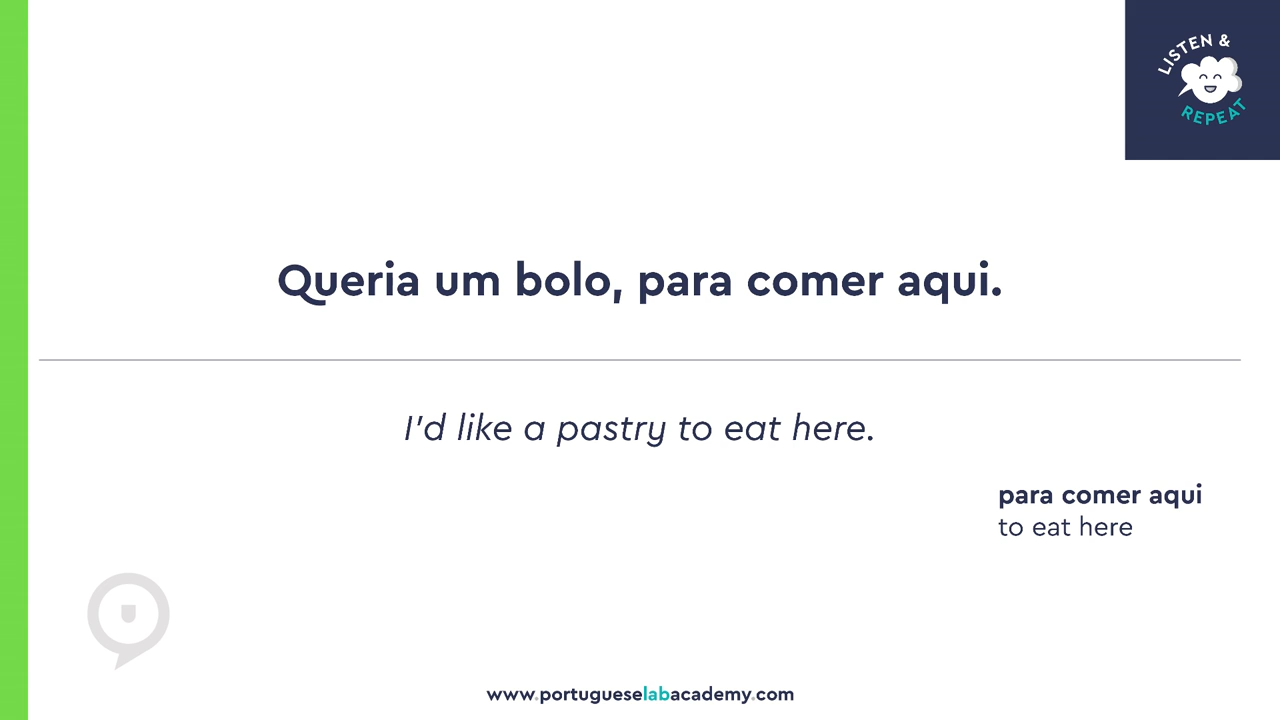 LISTEN &
REPEAT
Queria um bolo, para comer aqui.
I'd like a pastry to eat here.
para comer aqui
to eat here
www.portugueselabacademy.com